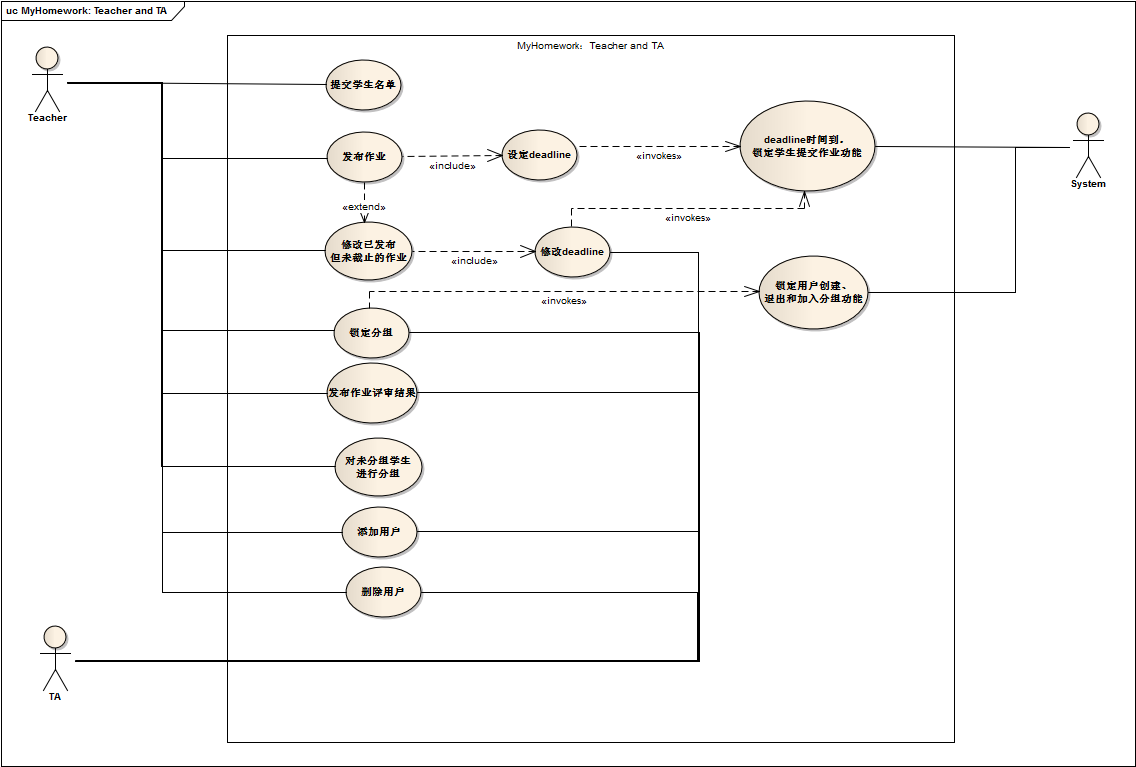 uc MyHomework: Teacher and TA
MyHomework: Teacher and TA
Teacher
提交学生名单
发布作业
«include»
设定deadline
«invokes»
deadline时间到，
锁定学生提交作业功能
System
«extend»
«invokes»
修改已发布
但未截止的作业
«include»
修改deadline
锁定用户创建、
退出和加入分组功能
«invokes»
锁定分组
发布作业评审结果
对未分组学生
进行分组
添加用户
删除用户
TA